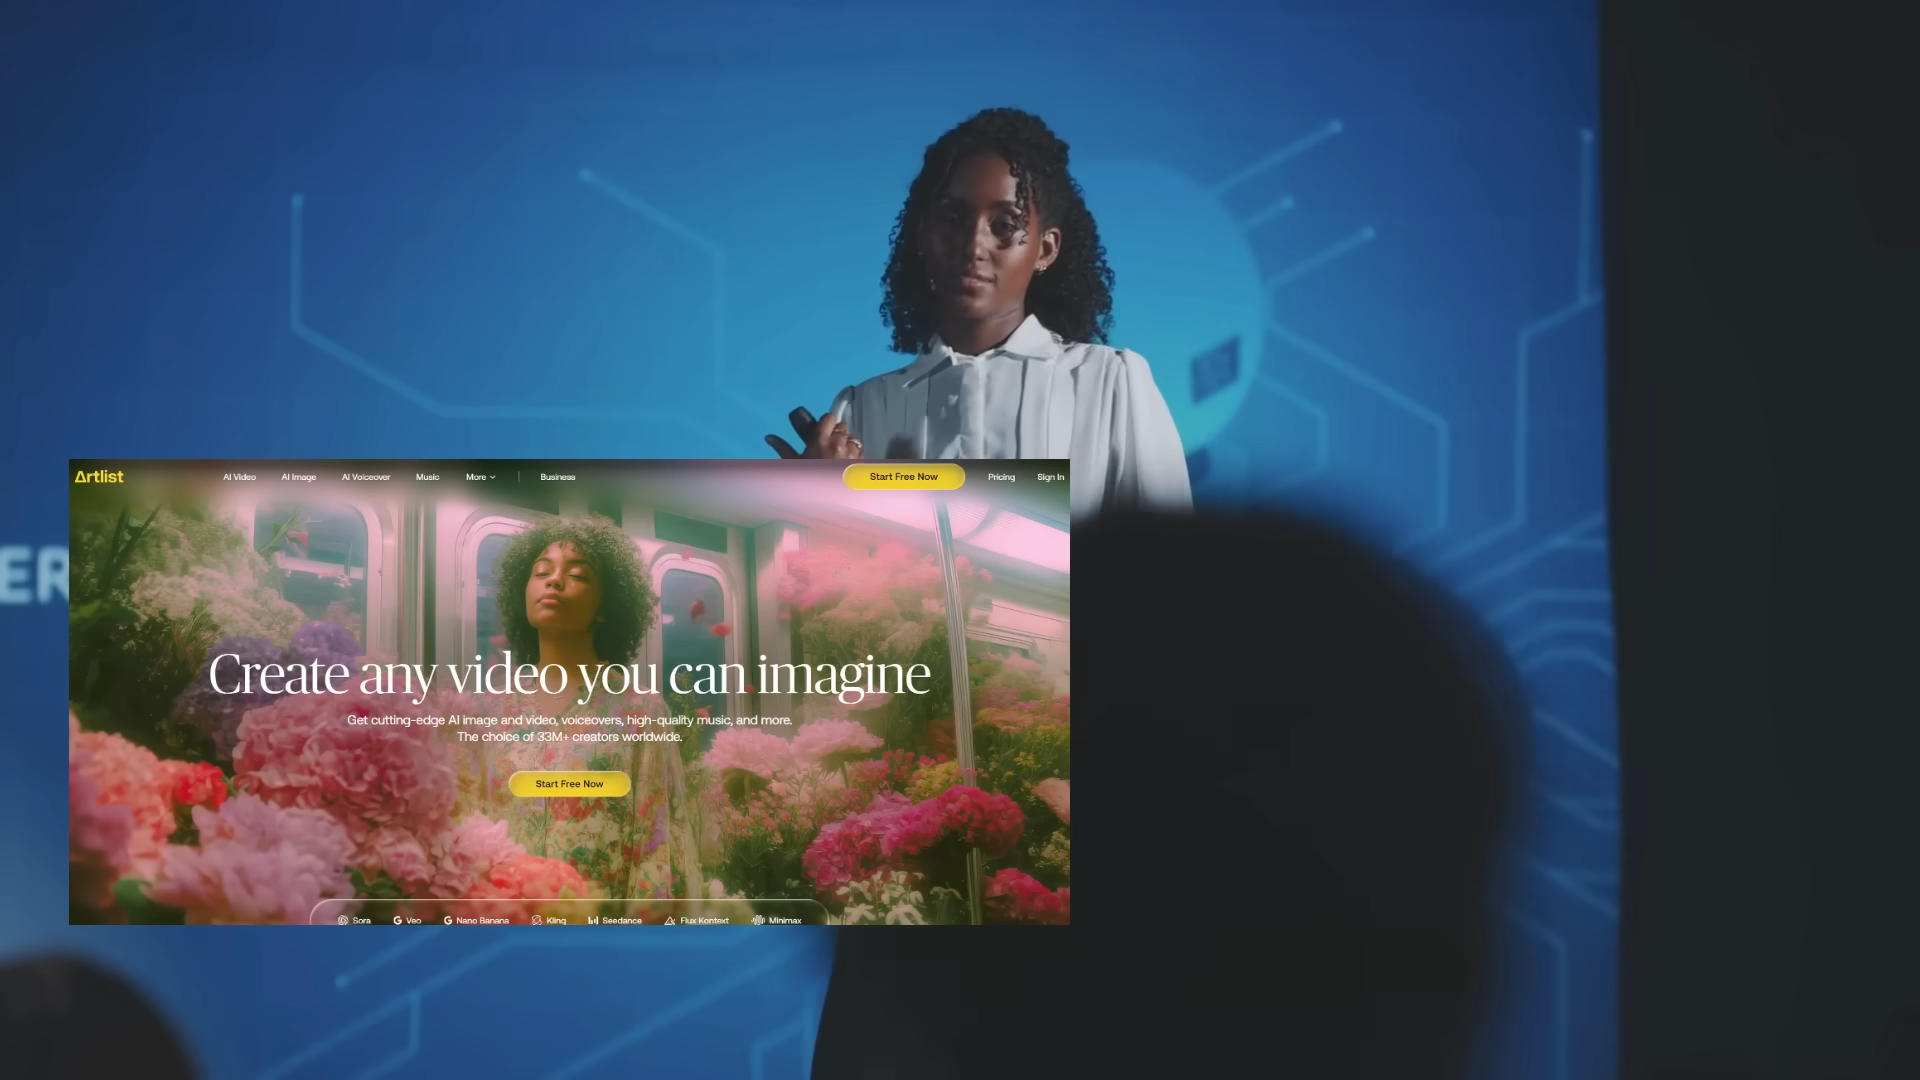 Artlist
AI Video AI Image AI Voiceover Music More Business Start Free Now Pricing Sign In
ER
Create any video you can imagine
Get cutting-edge AI image and video, voiceovers, high-quality music, and more.
The choice of 33M+ creators worldwide.
Start Free Now
Sora Veo Nano Banana Kling Seedance Flux Kontext Minimax